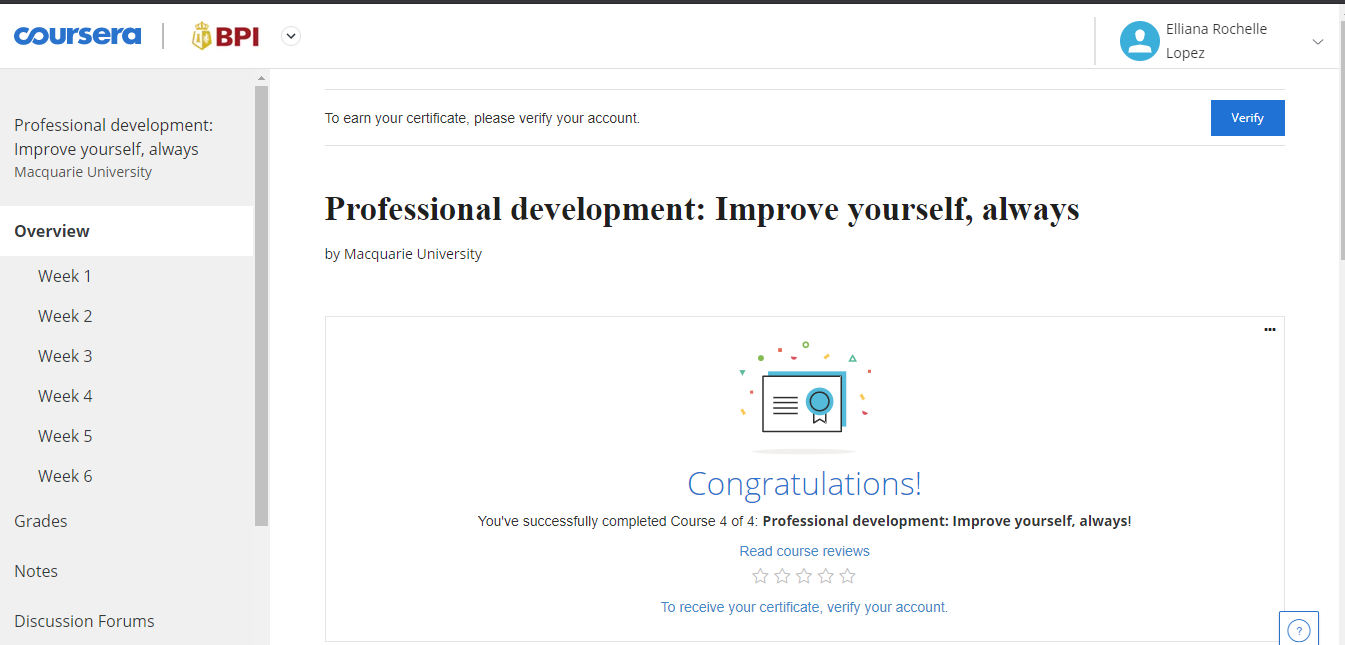 coursera
BPI
Elliana Rochelle
Lopez
Professional development:
Improve yourself, always
Macquarie University
Overview
Week 1
Week 2
Week 3
Week 4
Week 5
Week 6
Grades
Notes
Discussion Forums
To earn your certificate, please verify your account.
Verify
Professional development: Improve yourself, always
by Macquarie University
Congratulations!
You've successfully completed Course 4 of 4: Professional development: Improve yourself, always!
Read course reviews
To receive your certificate, verify your account.
?